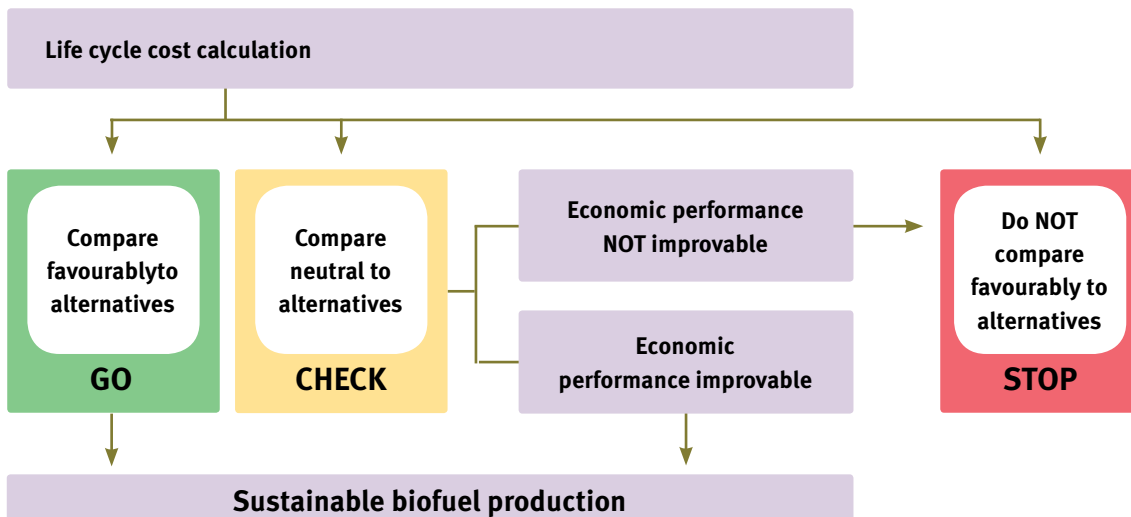 Life cycle cost calculation
Compare
favourablyto
alternatives
GO
Compare
neutral to
alternatives
CHECK
Economic performance
NOT improvable
Economic
performance improvable
Do NOT
compare
favourably to
alternatives
STOP
Sustainable biofuel production